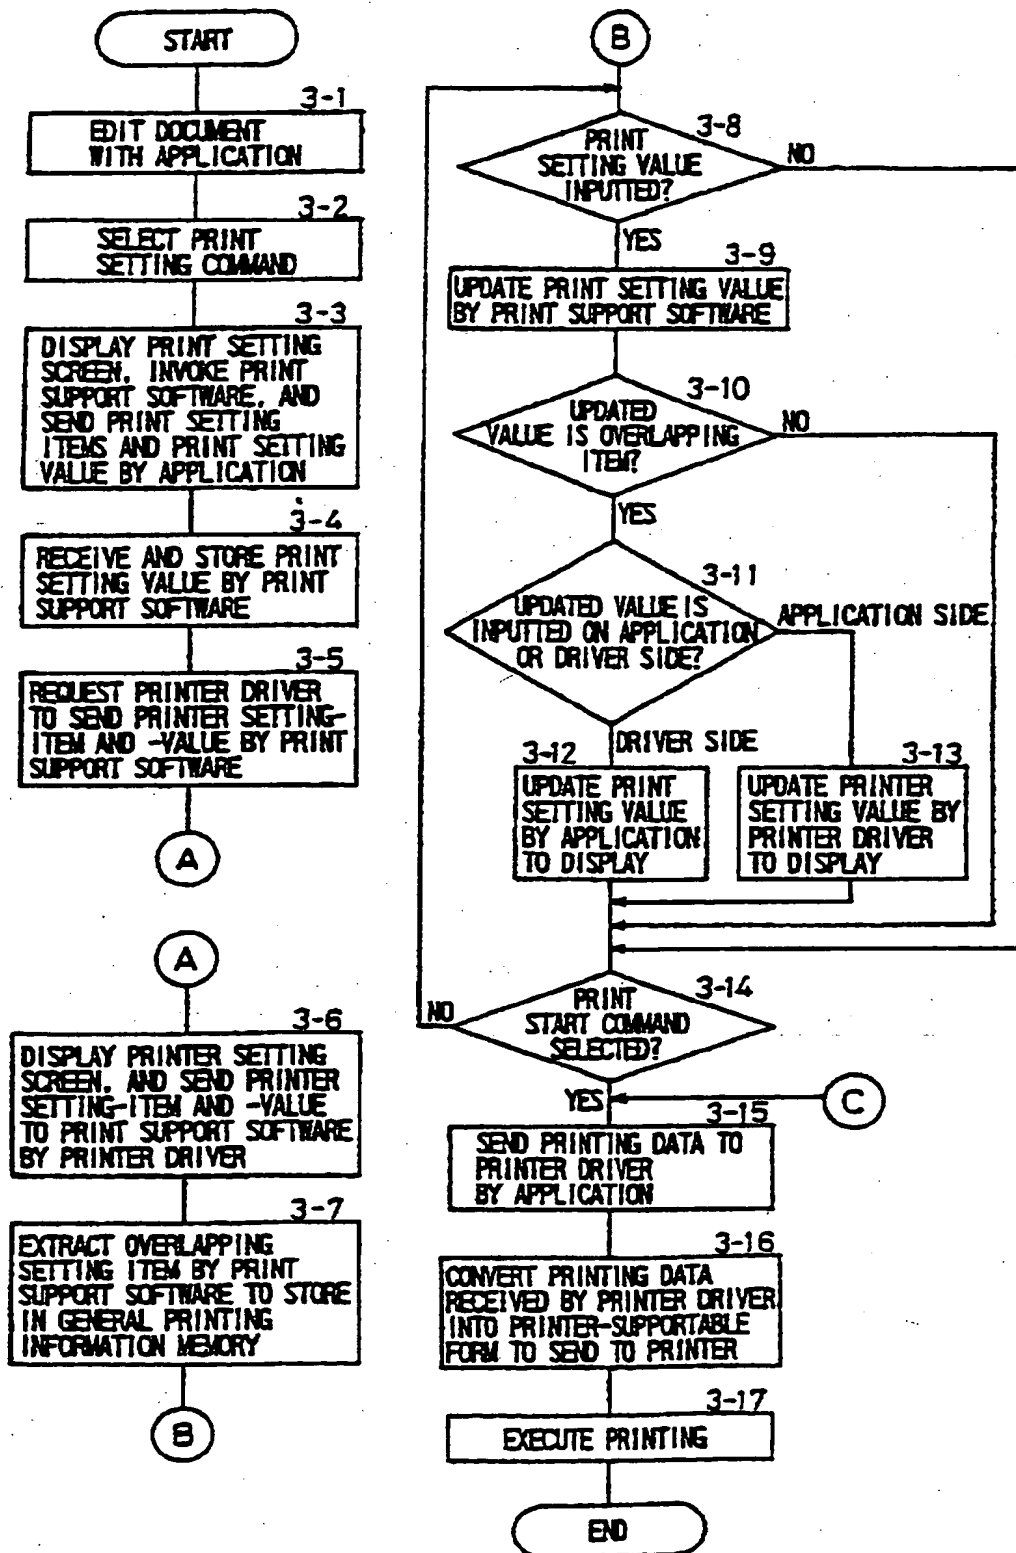 START
3-1
EDIT DOCUMENT
WITH APPLICATION
3-2
SELECT PRINT
SETTING COMMAND
3-3
DISPLAY PRINT SETTING
SCREEN, INVOKE PRINT
SUPPORT SOFTWARE, AND
SEND PRINT SETTING
ITEMS AND PRINT SETTING
VALUE BY APPLICATION
3-4
RECEIVE AND STORE PRINT
SETTING VALUE BY PRINT
SUPPORT SOFTWARE
3-5
REQUEST PRINTER DRIVER
TO SEND PRINTER SETTING-
ITEM AND -VALUE BY PRINT
SUPPORT SOFTWARE
A
A
3-6
DISPLAY PRINTER SETTING
SCREEN, AND SEND PRINTER
SETTING-ITEM AND -VALUE
TO PRINT SUPPORT SOFTWARE
BY PRINTER DRIVER
3-7
EXTRACT OVERLAPPING
SETTING ITEM BY PRINT
SUPPORT SOFTWARE TO STORE
IN GENERAL PRINTING
INFORMATION MEMORY
B
B
3-8
PRINT
SETTING VALUE
INPUTTED?
NO
YES
3-9
UPDATE PRINT SETTING VALUE
BY PRINT SUPPORT SOFTWARE
3-10
UPDATED
VALUE IS OVERLAPPING
ITEM?
NO
YES
3-11
UPDATED VALUE IS
INPUTTED ON APPLICATION
OR DRIVER SIDE?
APPLICATION SIDE
DRIVER SIDE
3-12
UPDATE PRINT
SETTING VALUE
BY APPLICATION
TO DISPLAY
3-13
UPDATE PRINTER
SETTING VALUE BY
PRINTER DRIVER
TO DISPLAY
3-14
PRINT
START COMMAND
SELECTED?
NO
YES
C
3-15
SEND PRINTING DATA TO
PRINTER DRIVER
BY APPLICATION
3-16
CONVERT PRINTING DATA
RECEIVED BY PRINTER DRIVER
INTO PRINTER-SUPPORTABLE
FORM TO SEND TO PRINTER
3-17
EXECUTE PRINTING
END